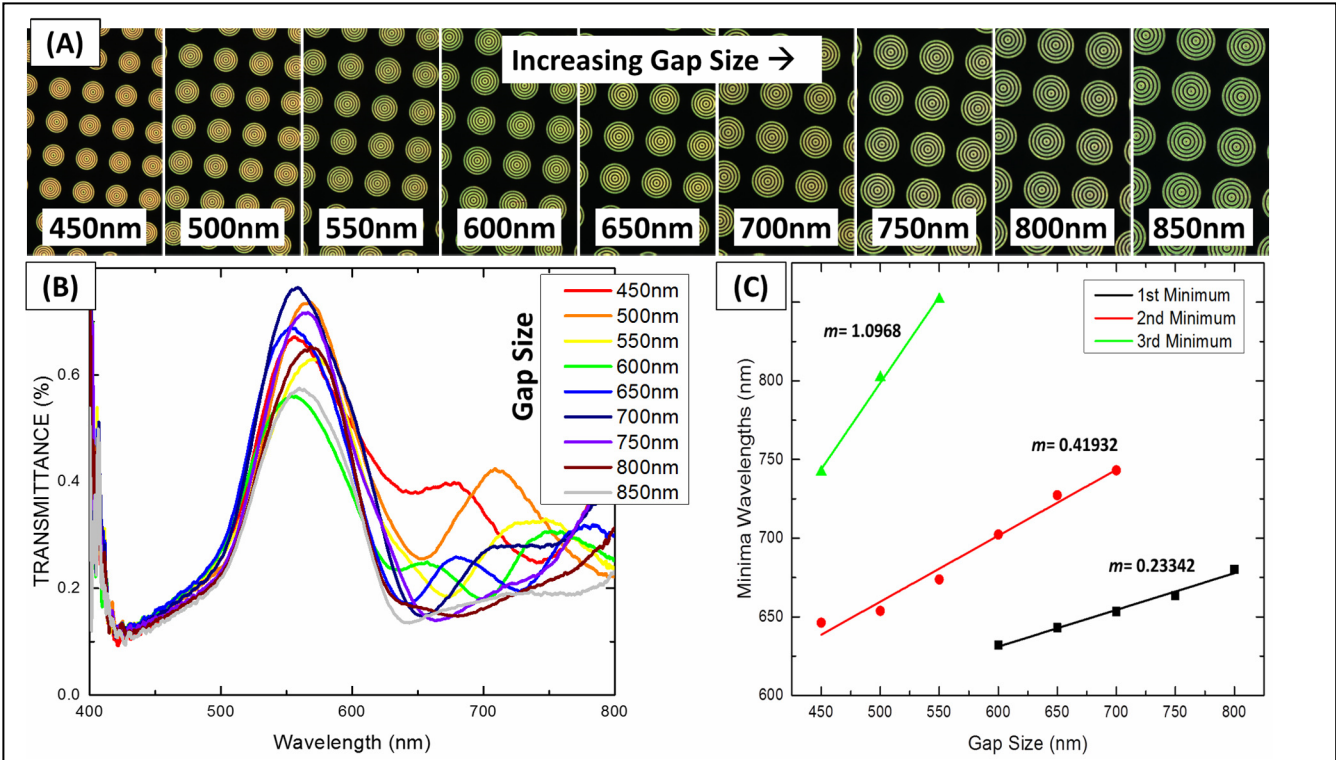 (A)
Increasing Gap Size →
450nm
500nm
550nm
600nm
650nm
700nm
750nm
800nm
850nm
(B)
TRANSMITTANCE (%)
0.6
0.4
0.2
0.0
400
500
600
700
800
Wavelength (nm)
Gap Size
450nm
500nm
550nm
600nm
650nm
700nm
750nm
800nm
850nm
(C)
1st Minimum
2nd Minimum
3rd Minimum
m= 1.0968
m= 0.41932
m= 0.23342
Minima Wavelengths (nm)
800
750
700
650
600
450
500
550
600
650
700
750
800
Gap Size (nm)